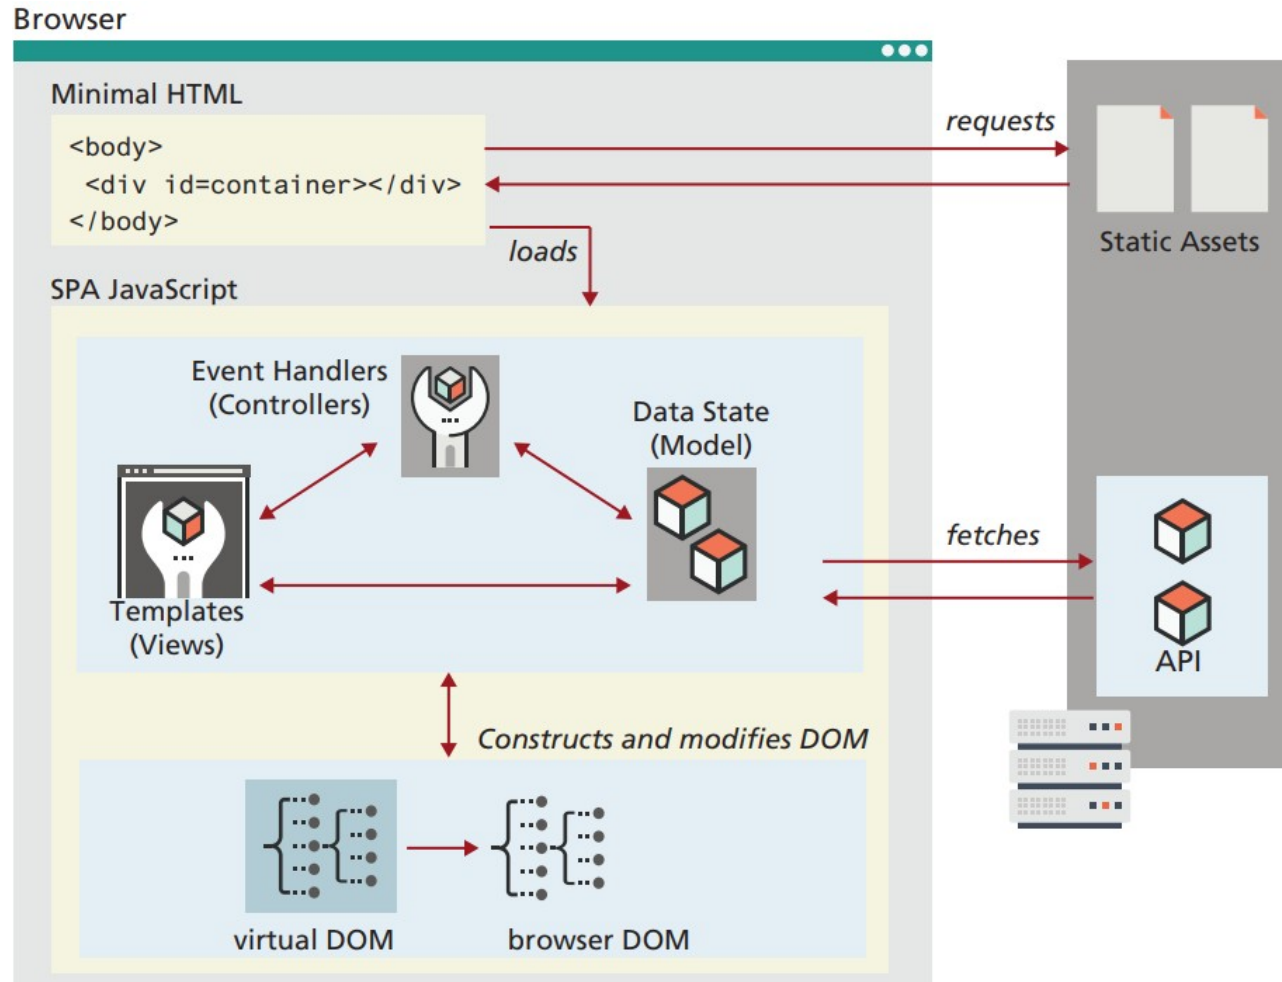 Browser
Minimal HTML
<body>
<div id=container></div>
</body>
requests
Static Assets
loads
SPA JavaScript
Event Handlers
(Controllers)
Data State
(Model)
Templates
(Views)
fetches
API
Constructs and modifies DOM
virtual DOM
browser DOM